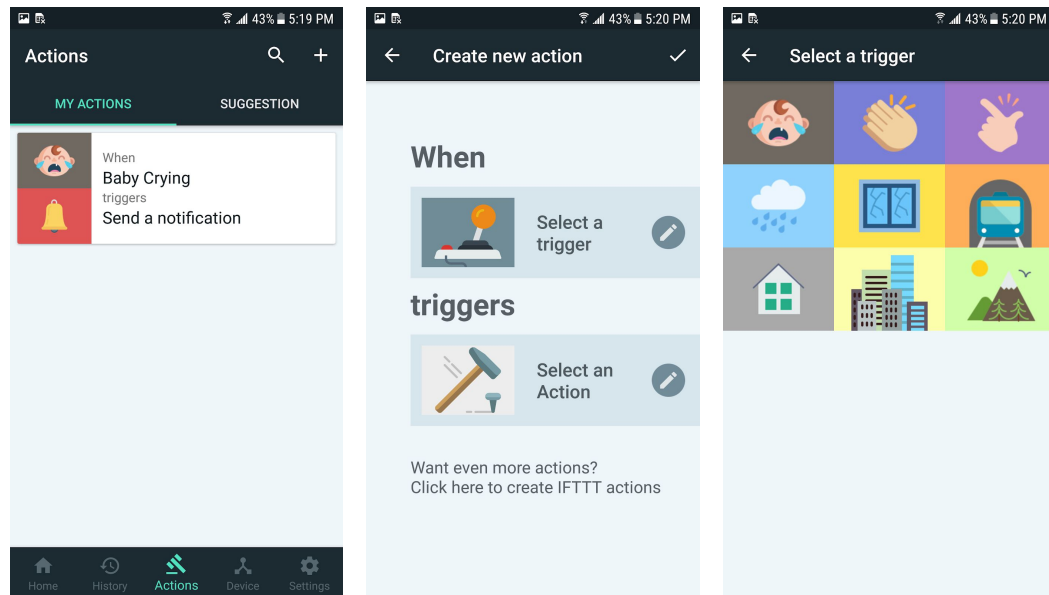 43% 5:19 PM
Actions
MY ACTIONS
SUGGESTION
When
Baby Crying
triggers
Send a notification
Home
History
Actions
Device
Settings
43% 5:20 PM
Create new action
When
Select a
trigger
triggers
Select an
Action
Want even more actions?
Click here to create IFTTT actions
43% 5:20 PM
Select a trigger